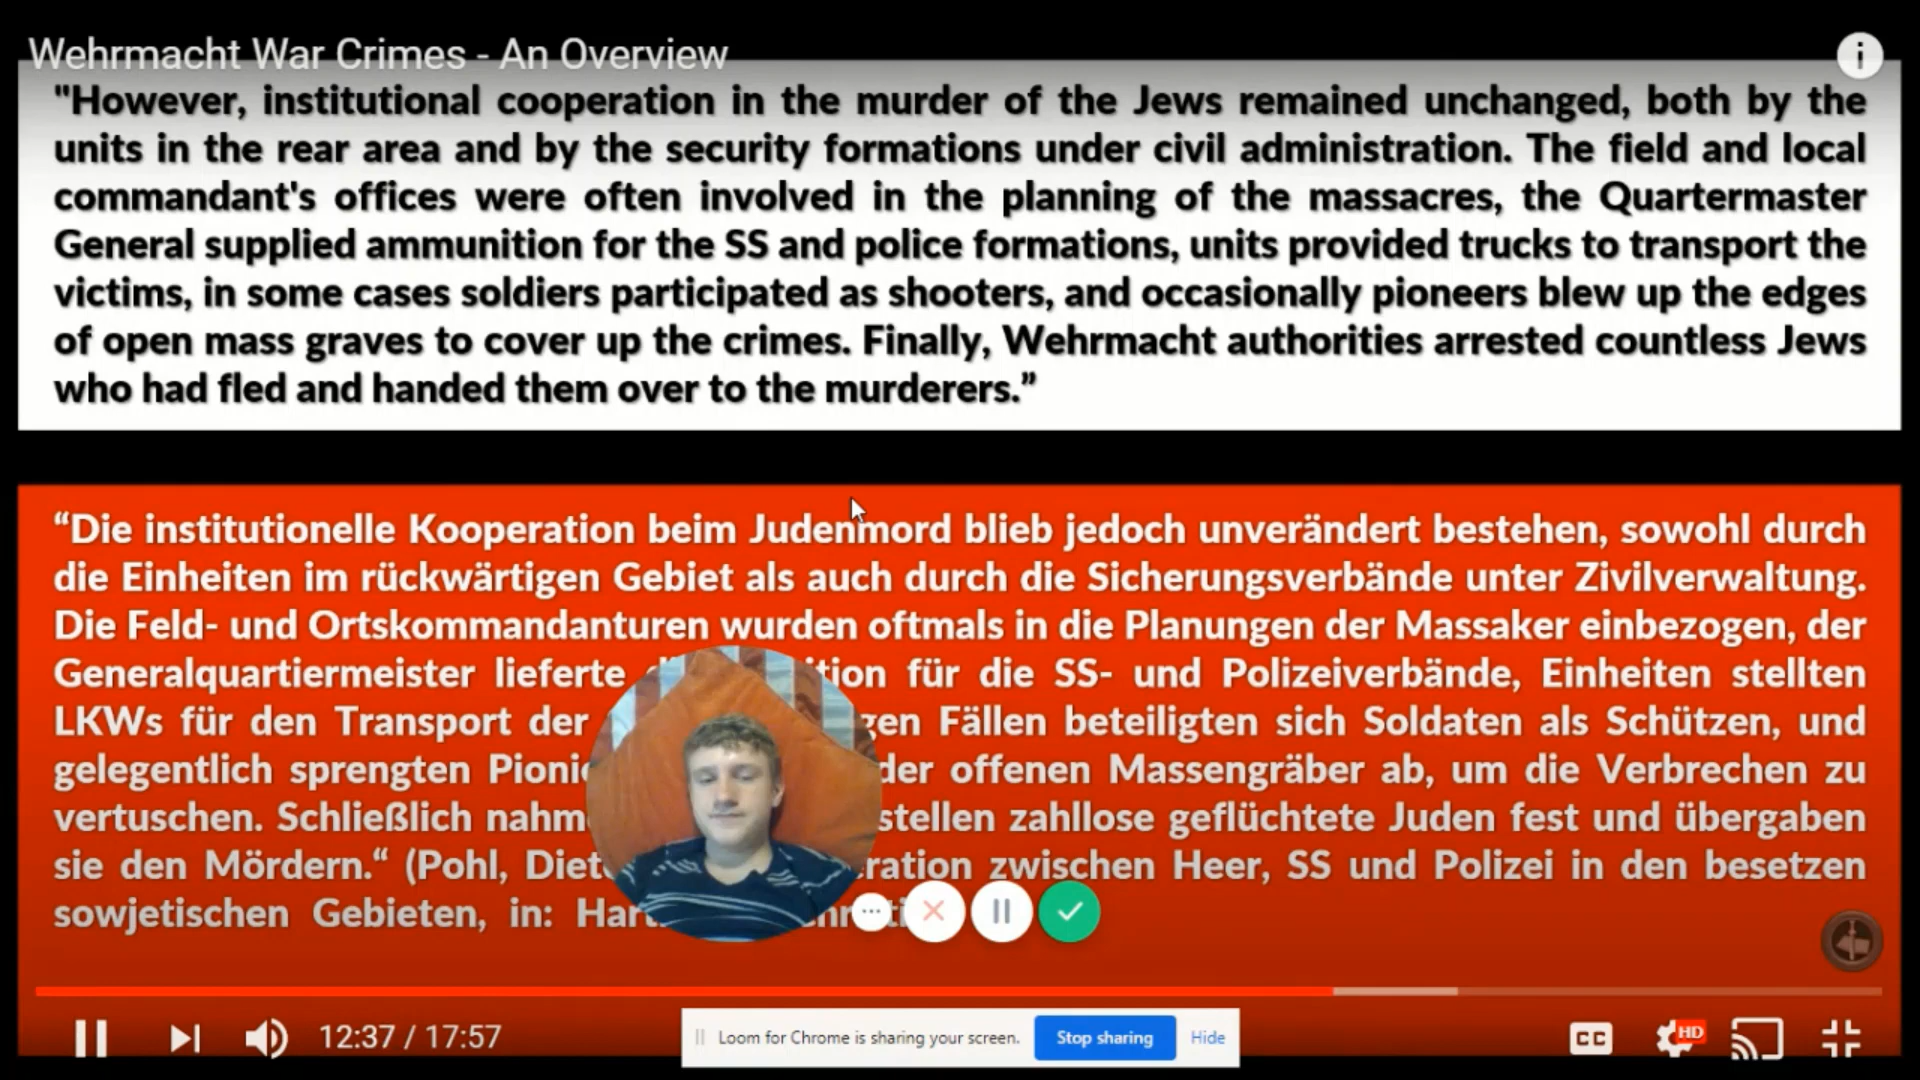 Wehrmacht War Crimes - An Overview
"However, institutional cooperation in the murder of the Jews remained unchanged, both by the
units in the rear area and by the security formations under civil administration. The field and local
commandant's offices were often involved in the planning of the massacres, the Quartermaster
General supplied ammunition for the SS and police formations, units provided trucks to transport the
victims, in some cases soldiers participated as shooters, and occasionally pioneers blew up the edges
of open mass graves to cover up the crimes. Finally, Wehrmacht authorities arrested countless Jews
who had fled and handed them over to the murderers.”
“Die institutionelle Kooperation beim Judenmord blieb jedoch unverändert bestehen, sowohl durch
die Einheiten im rückwärtigen Gebiet als auch durch die Sicherungsverbände unter Zivilverwaltung.
Die Feld- und Ortskommandanturen wurden oftmals in die Planungen der Massaker einbezogen, der
Generalquartiermeister lieferte für die SS- und Polizeiverbände, Einheiten stellten
LKWs für den Transport der Fällen beteiligten sich Soldaten als Schützen, und
gelegentlich sprengten der offenen Massengräber ab, um die Verbrechen zu
vertuschen. Schließlich zahllose geflüchtete Juden fest und übergaben
sie den Mördern.“ (Pohl, zwischen Heer, SS und Polizei in den besetzen
sowjetischen Gebieten, in:
12:37 / 17:57
Loom for Chrome is sharing your screen. Stop sharing Hide
CC HD